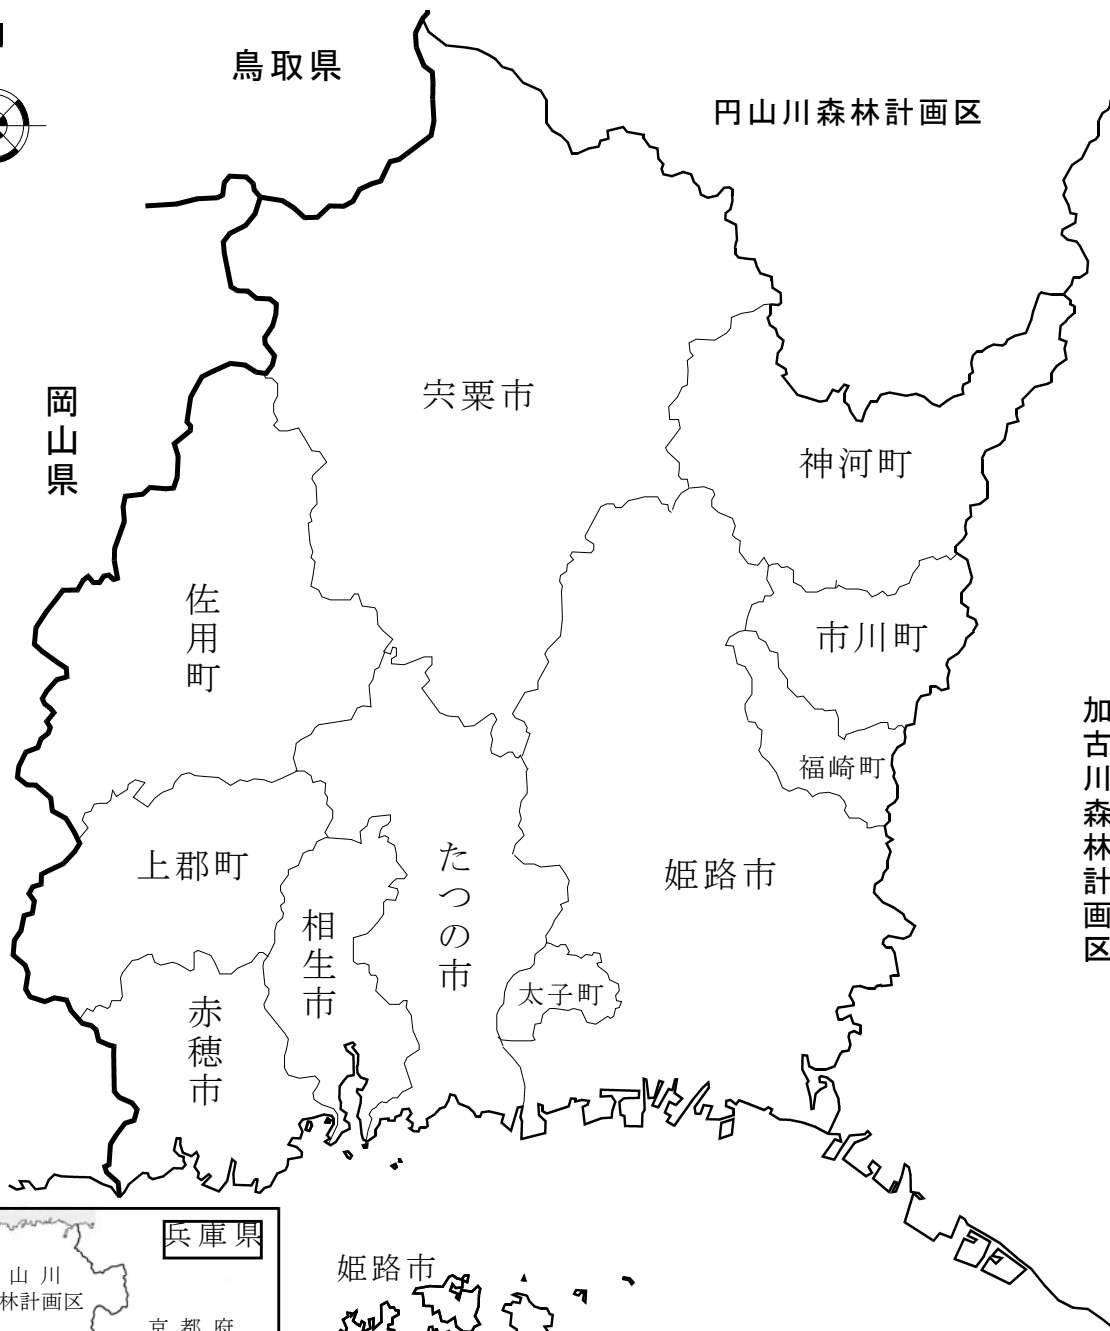 鳥取県
円山川森林計画区
岡山県
宍粟市
神河町
佐用町
市川町
加古川森林計画区
福崎町
上郡町
たつの市
姫路市
相生市
太子町
赤穂市
兵庫県
姫路市
山川
林計画区
京都府